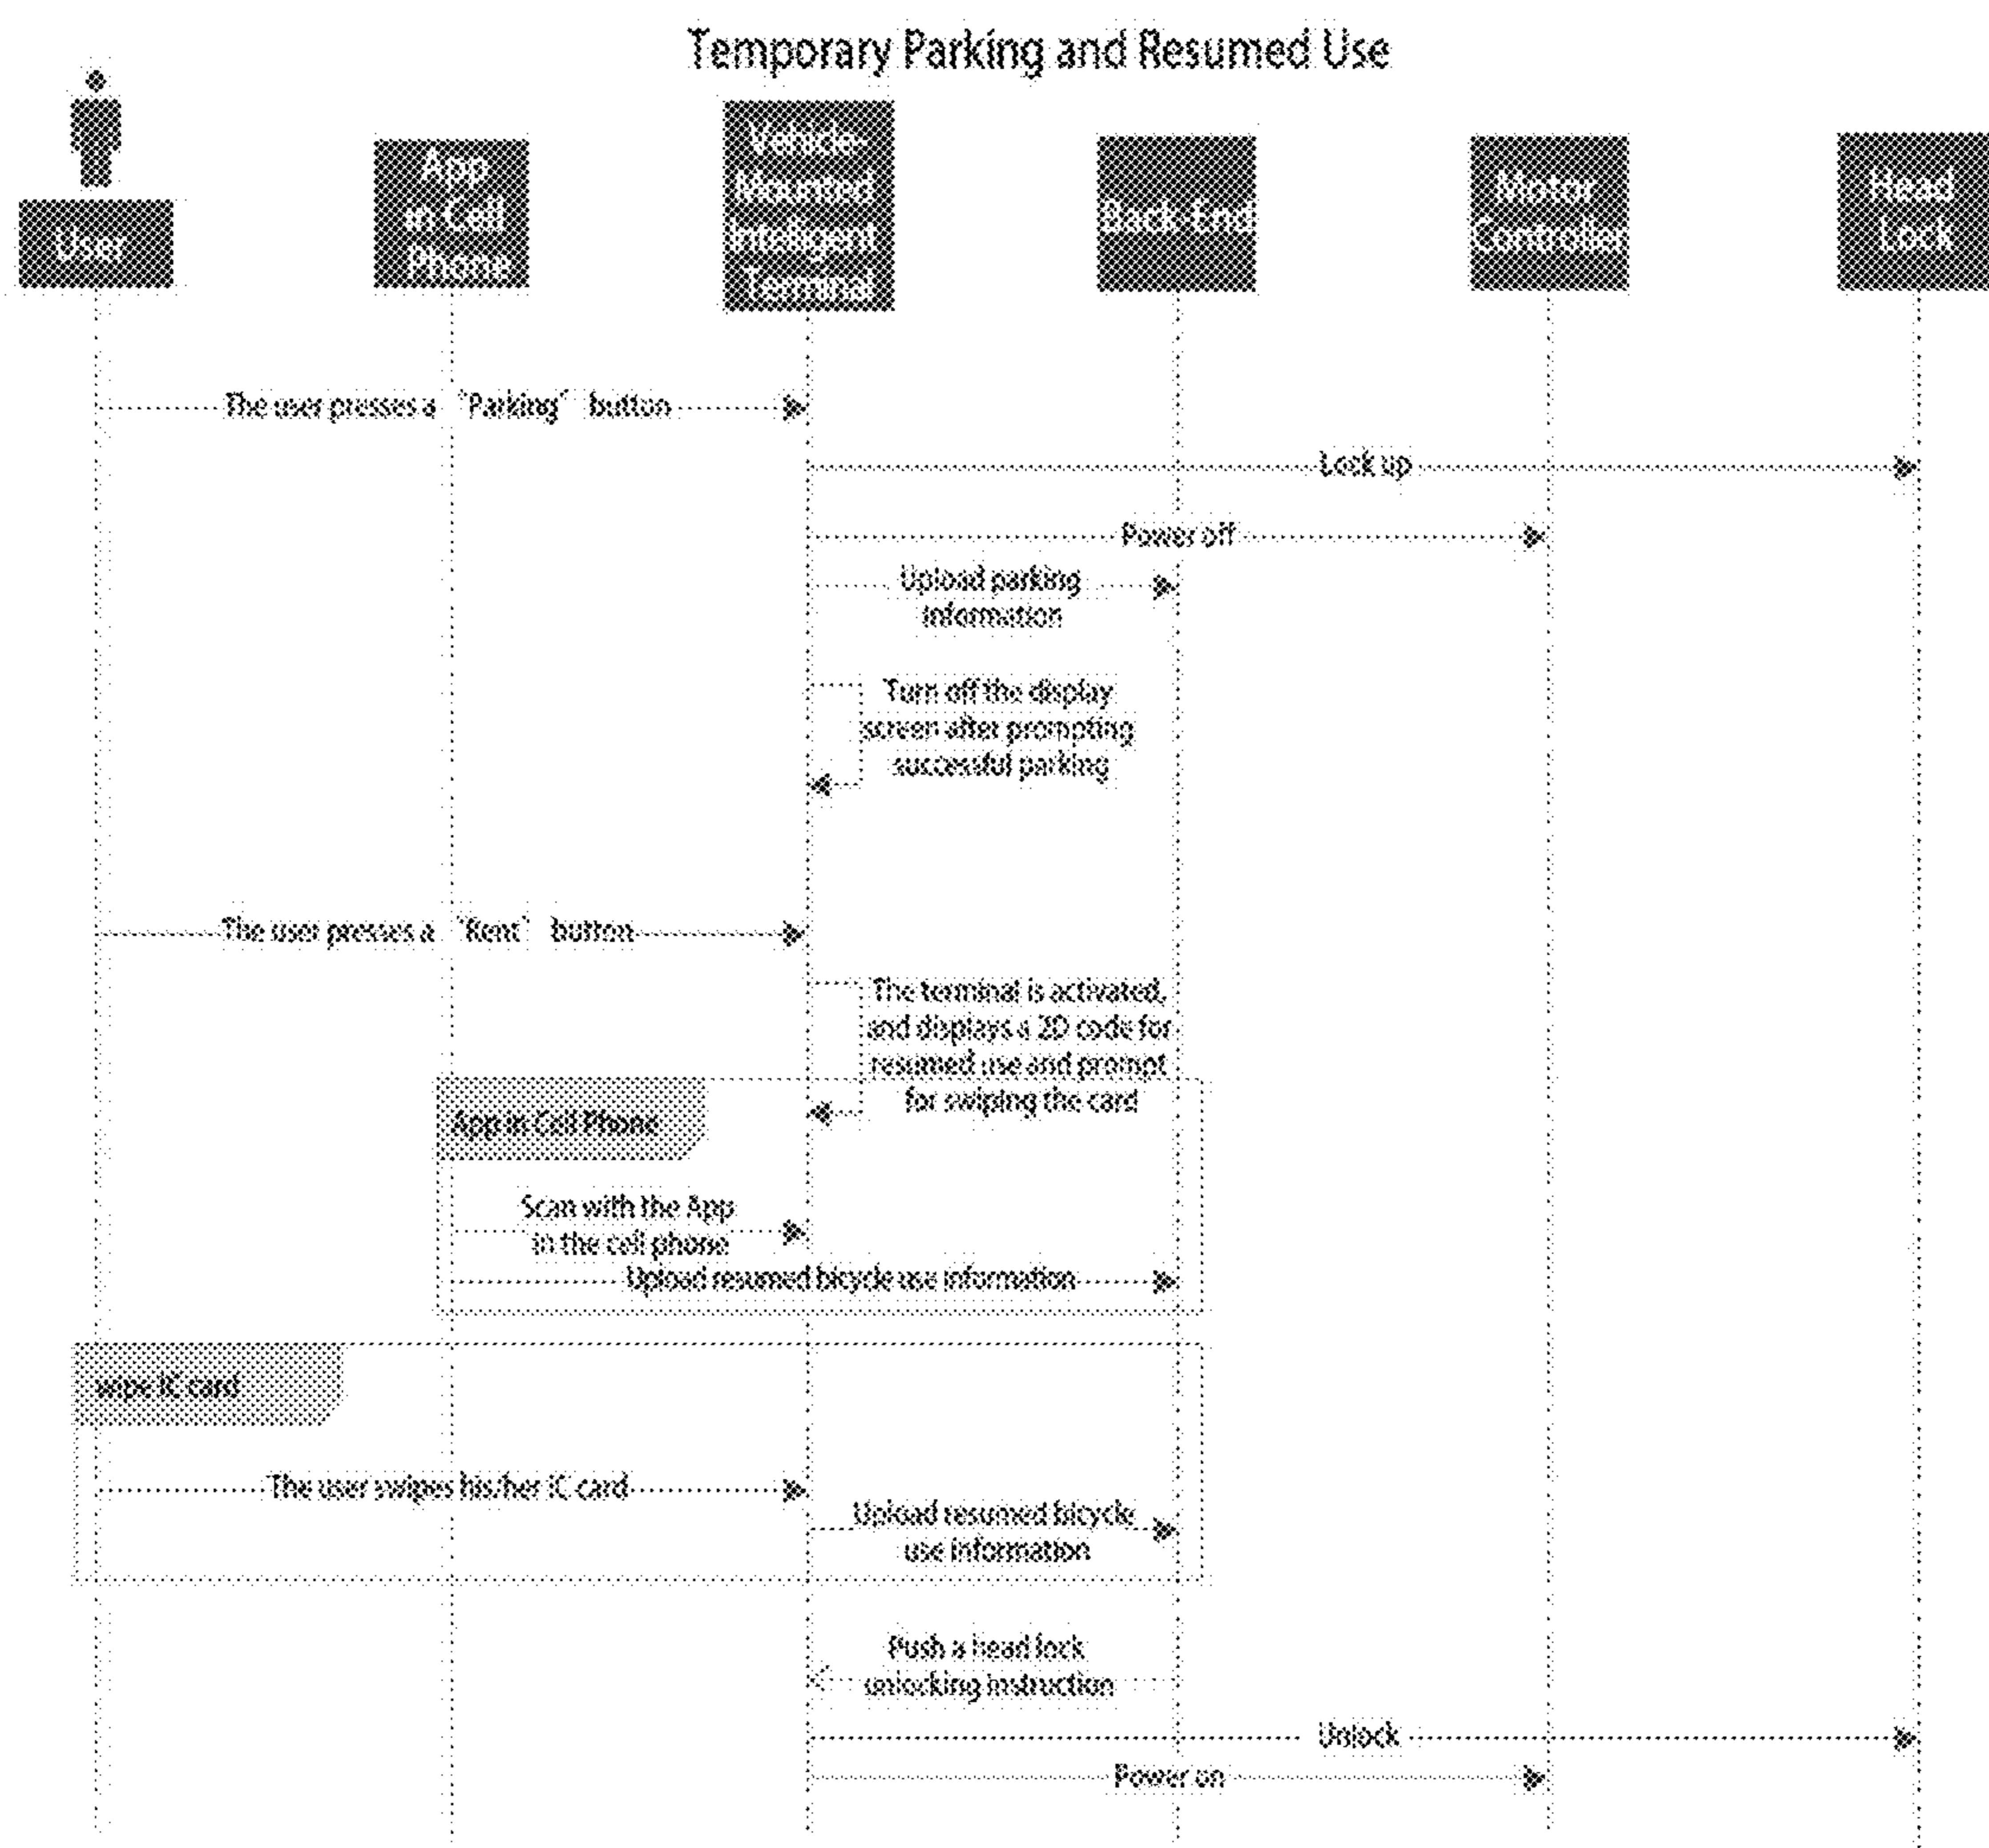 Temporary Parking and Resumed Use
User
App
in Cell
Phone
Vehicle-
Mounted
Intelligent
Terminal
Back-End
Motor
Controller
Head
Lock
The user presses a `Parking´ button
Lock up
Power off
Upload parking
information
Turn off the display
screen after prompting
successful parking
The user presses a `Rent` button
The terminal is activated,
and displays a 2D code for
resumed use and prompt
for swiping the card
App in Cell Phone
Scan with the App
in the cell phone
Upload resumed bicycle use information
wipe IC card
The user swipes his/her IC card
Upload resumed bicycle
use information
Push a head lock
unlocking instruction
Unlock
Power on